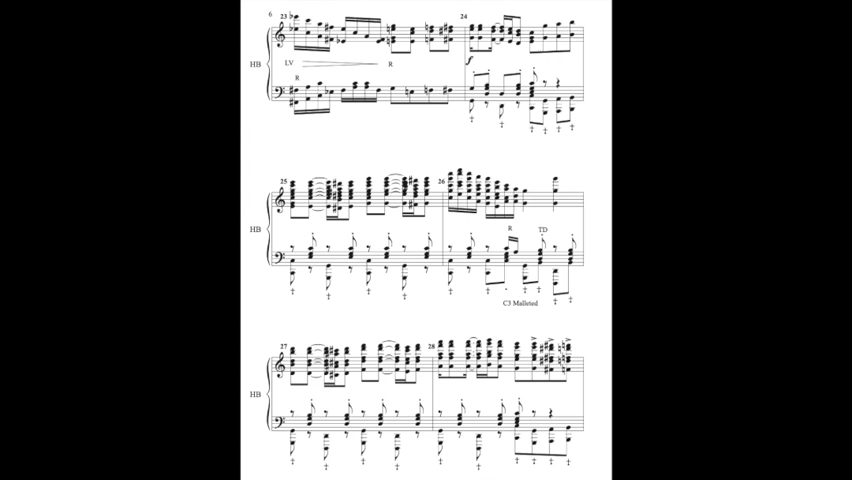 6 23 24
f
HB LV R
R
25 26
HB
R TD
C3 Malleted
27 28
HB